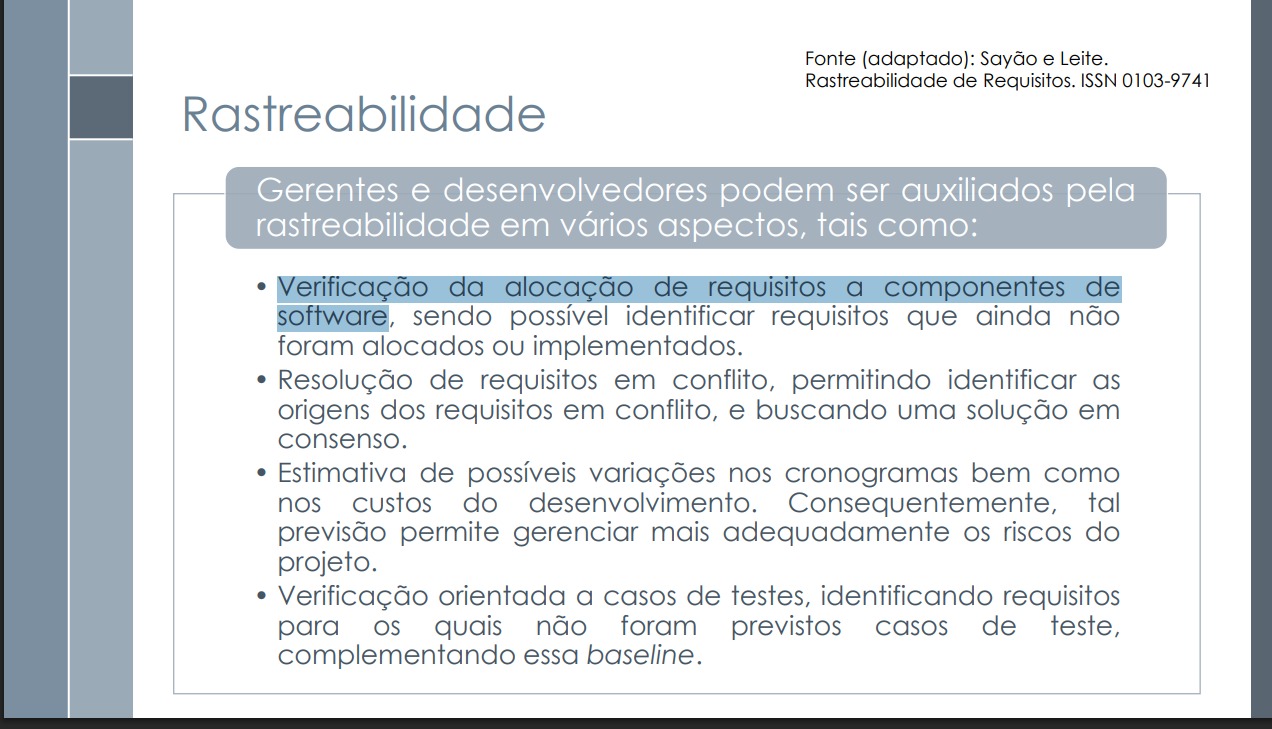 Fonte (adaptado): Sayão e Leite.
Rastreabilidade de Requisitos. ISSN 0103-9741
Rastreabilidade
Gerentes e desenvolvedores podem ser auxiliados pela
rastreabilidade em vários aspectos, tais como:
• Verificação da alocação de requisitos a componentes de
software, sendo possível identificar requisitos que ainda não
foram alocados ou implementados.
• Resolução de requisitos em conflito, permitindo identificar as
origens dos requisitos em conflito, e buscando uma solução em
consenso.
• Estimativa de possíveis variações nos cronogramas bem como
nos custos do desenvolvimento. Consequentemente, tal
previsão permite gerenciar mais adequadamente os riscos do
projeto.
• Verificação orientada a casos de testes, identificando requisitos
para os quais não foram previstos casos de teste,
complementando essa baseline.